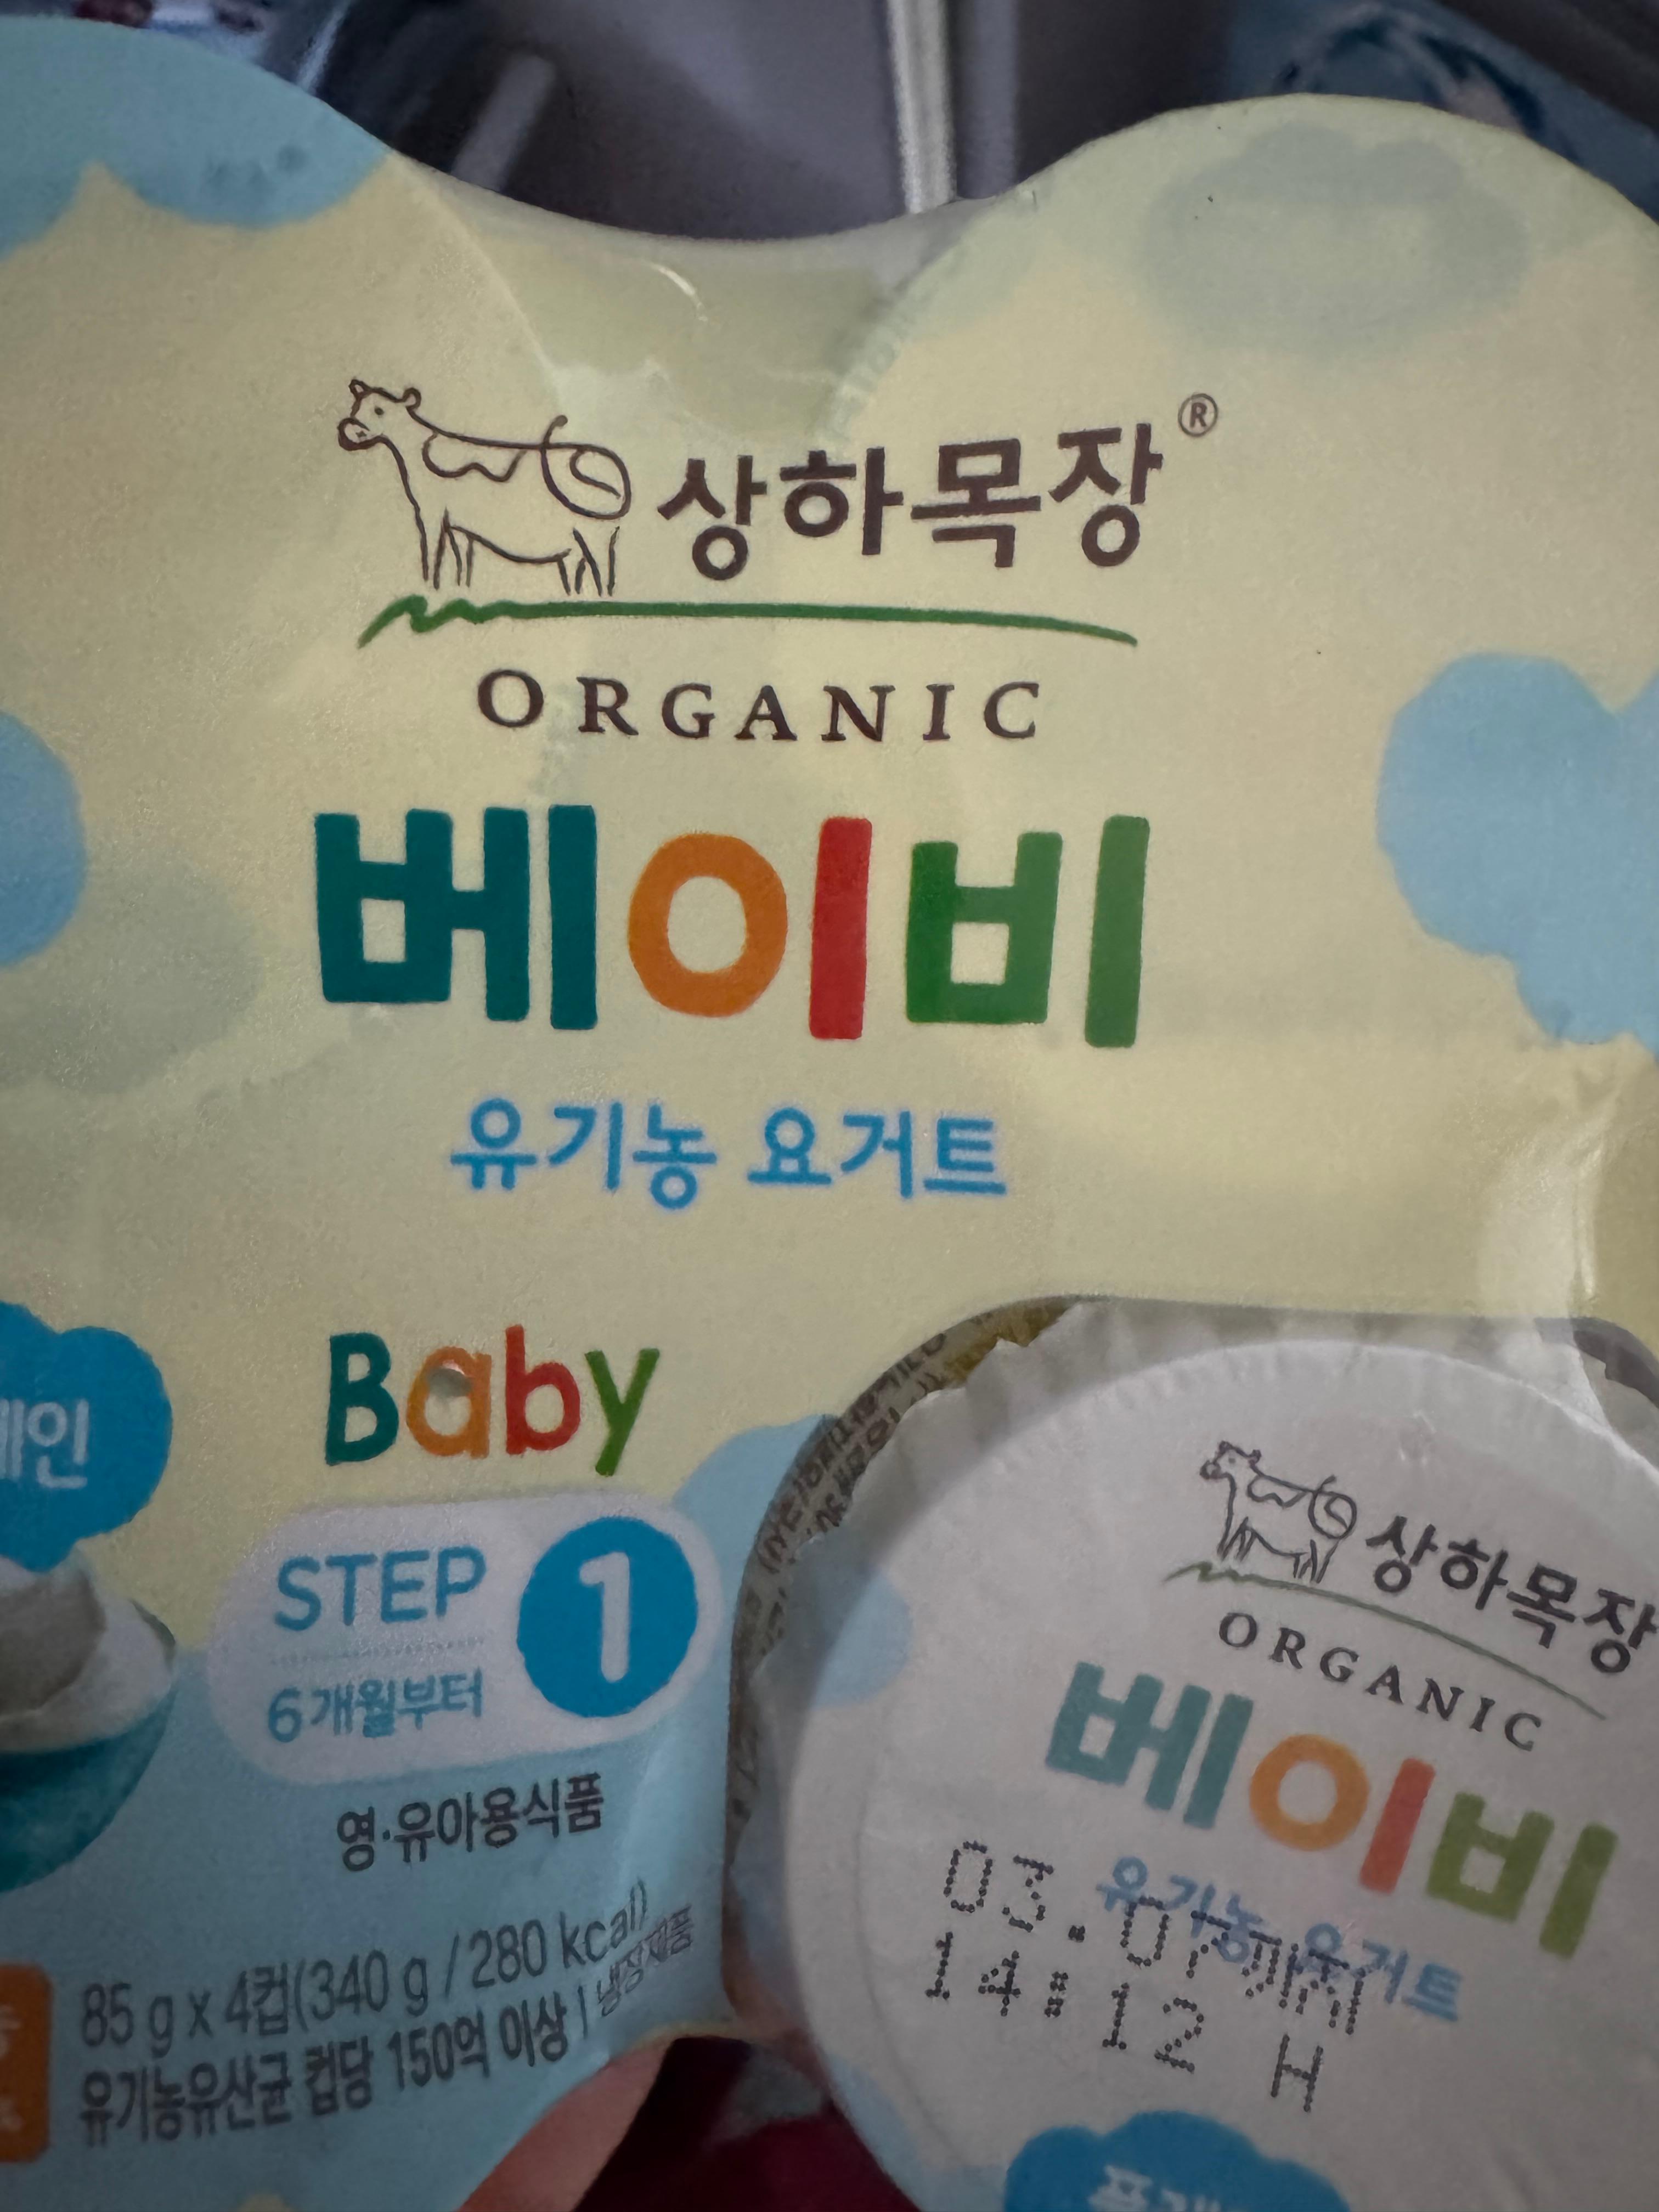 상하목장®
ORGANIC
베이비
유기농 요거트
Baby
STEP 1
6개월부터
영·유아용식품
85 g x 4컵(340 g / 280 kcal)
유기농유산균 컵당 150억 이상 | 냉장제품
상하목장
ORGANIC
베이비
유기농 요거트
03.07까지
14:12 H